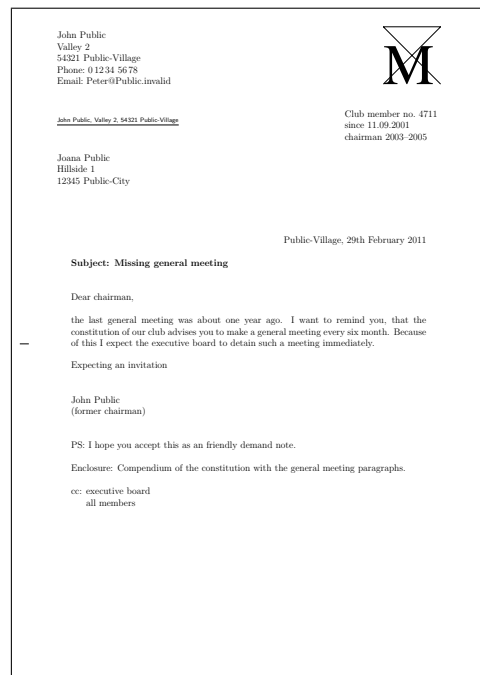 John Public
Valley 2
54321 Public-Village
Phone: 0 12 34 56 78
Email: Peter@Public.invalid
M
John Public, Valley 2, 54321 Public-Village
Club member no. 4711
since 11.09.2001
chairman 2003–2005
Joana Public
Hillside 1
12345 Public-City
Public-Village, 29th February 2011
Subject: Missing general meeting
Dear chairman,
the last general meeting was about one year ago. I want to remind you, that the
constitution of our club advises you to make a general meeting every six month. Because
of this I expect the executive board to detain such a meeting immediately.
Expecting an invitation
John Public
(former chairman)
PS: I hope you accept this as an friendly demand note.
Enclosure: Compendium of the constitution with the general meeting paragraphs.
cc: executive board
all members